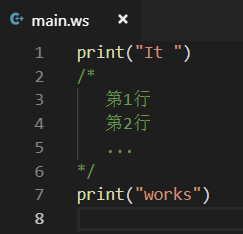 main.ws
1 print("It ")
2 /*
3 第1行
4 第2行
5 ...
6 */
7 print("works")
8